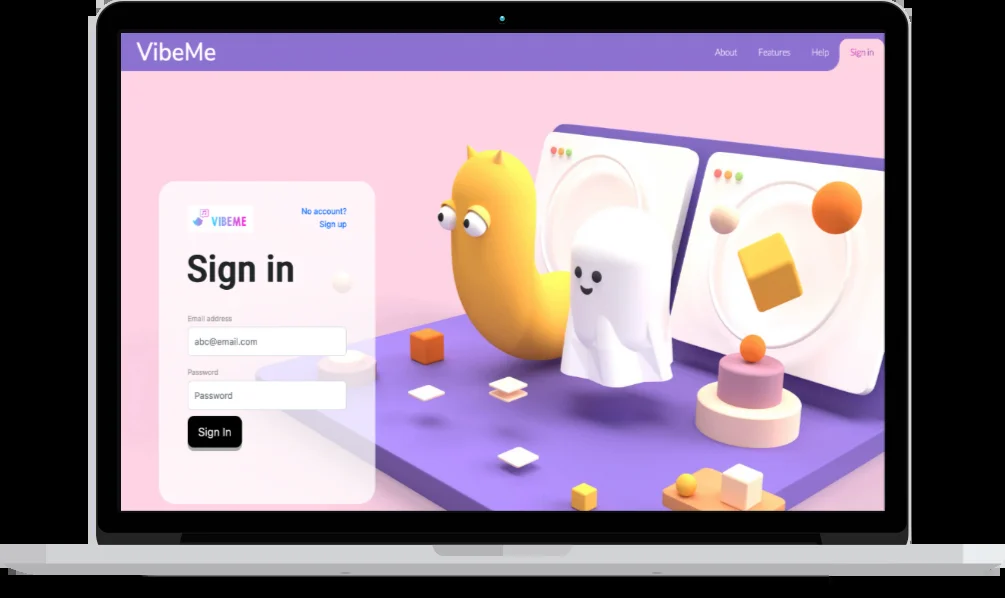 VibeMe
About
Features
Help
Sign in
VIBEME
No account?
Sign up
Sign in
Email address
abc@email.com
Password
Password
Sign In